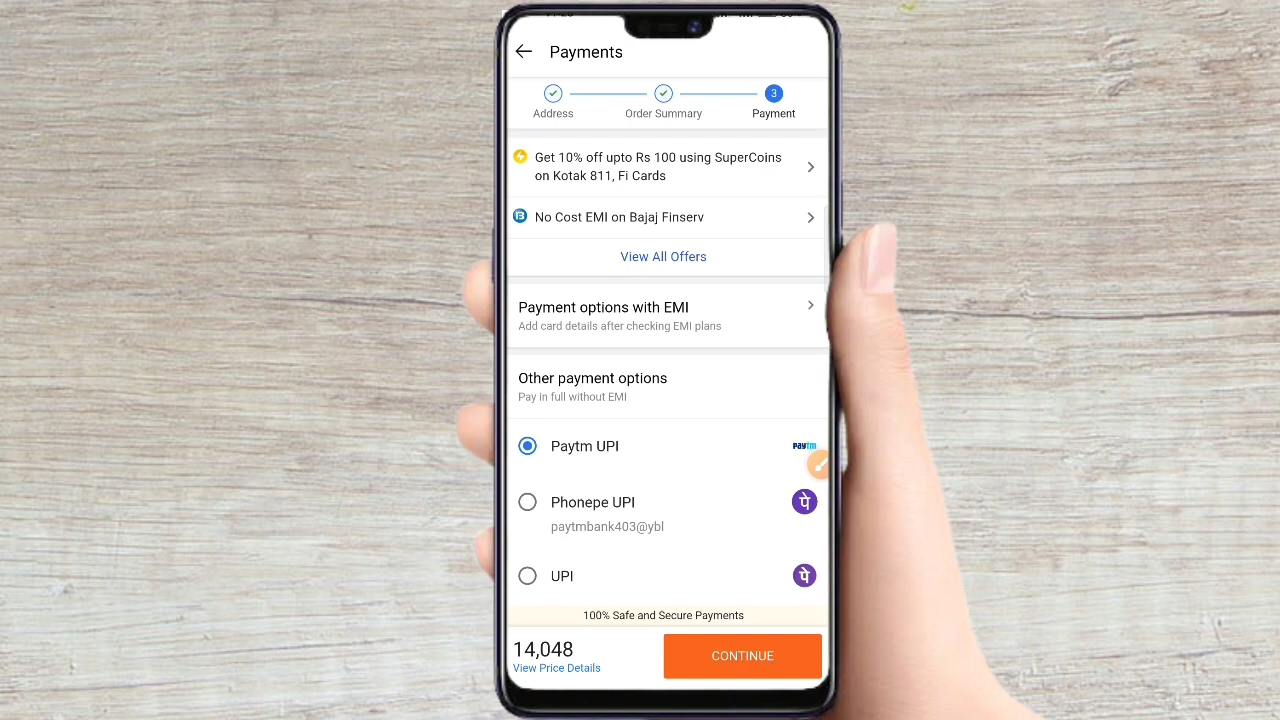 Payments
3
Address
Order Summary
Payment
Get 10% off upto Rs 100 using SuperCoins
on Kotak 811, Fi Cards
B
No Cost EMI on Bajaj Finserv
View All Offers
Payment options with EMI
Add card details after checking EMI plans
Other payment options
Pay in full without EMI
Paytm UPI
paytm
Phonepe UPI
पे
paytmbank403@ybl
UPI
पे
100% Safe and Secure Payments
14,048
View Price Details
CONTINUE